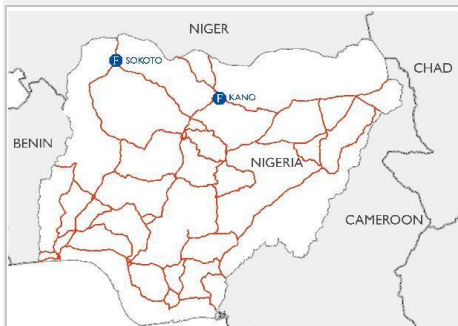 NIGER
F SOKOTO
CHAD
F KANO
BENIN
NIGERIA
CAMEROON